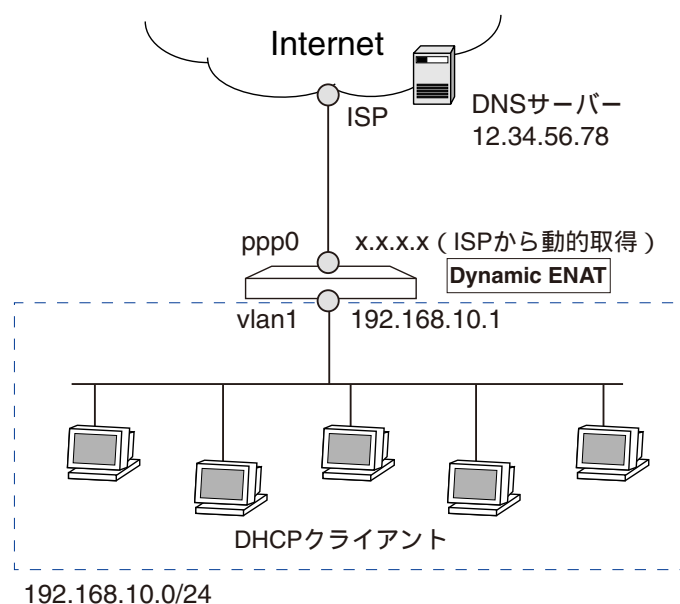 Internet
ISP
DNSサーバー
12.34.56.78
ppp0
x.x.x.x ( ISPから動的取得 )
Dynamic ENAT
vlan1
192.168.10.1
DHCPクライアント
192.168.10.0/24